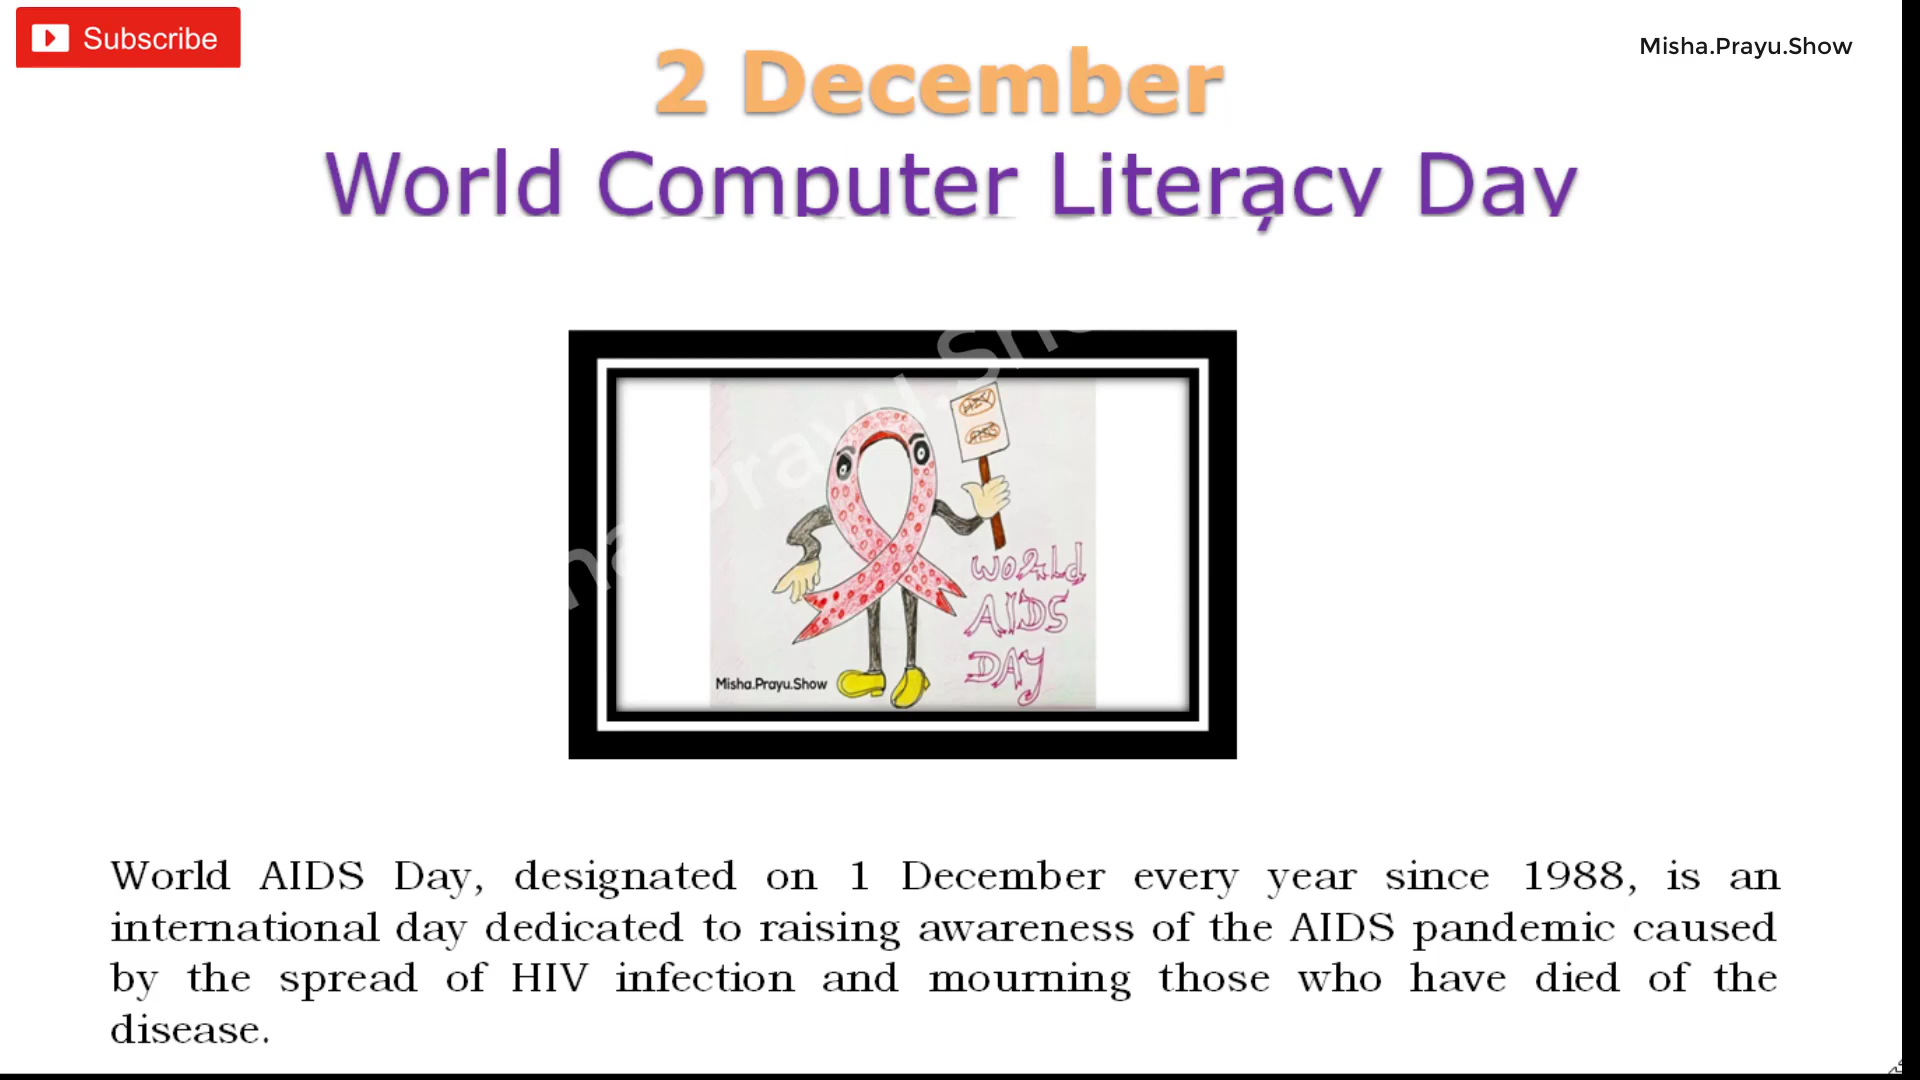 Subscribe
Misha.Prayu.Show
2 December
World Computer Literacy Day
HIV
AIDS
World
AIDS
DAY
Misha.Prayu.Show
World AIDS Day, designated on 1 December every year since 1988, is an
international day dedicated to raising awareness of the AIDS pandemic caused
by the spread of HIV infection and mourning those who have died of the
disease.